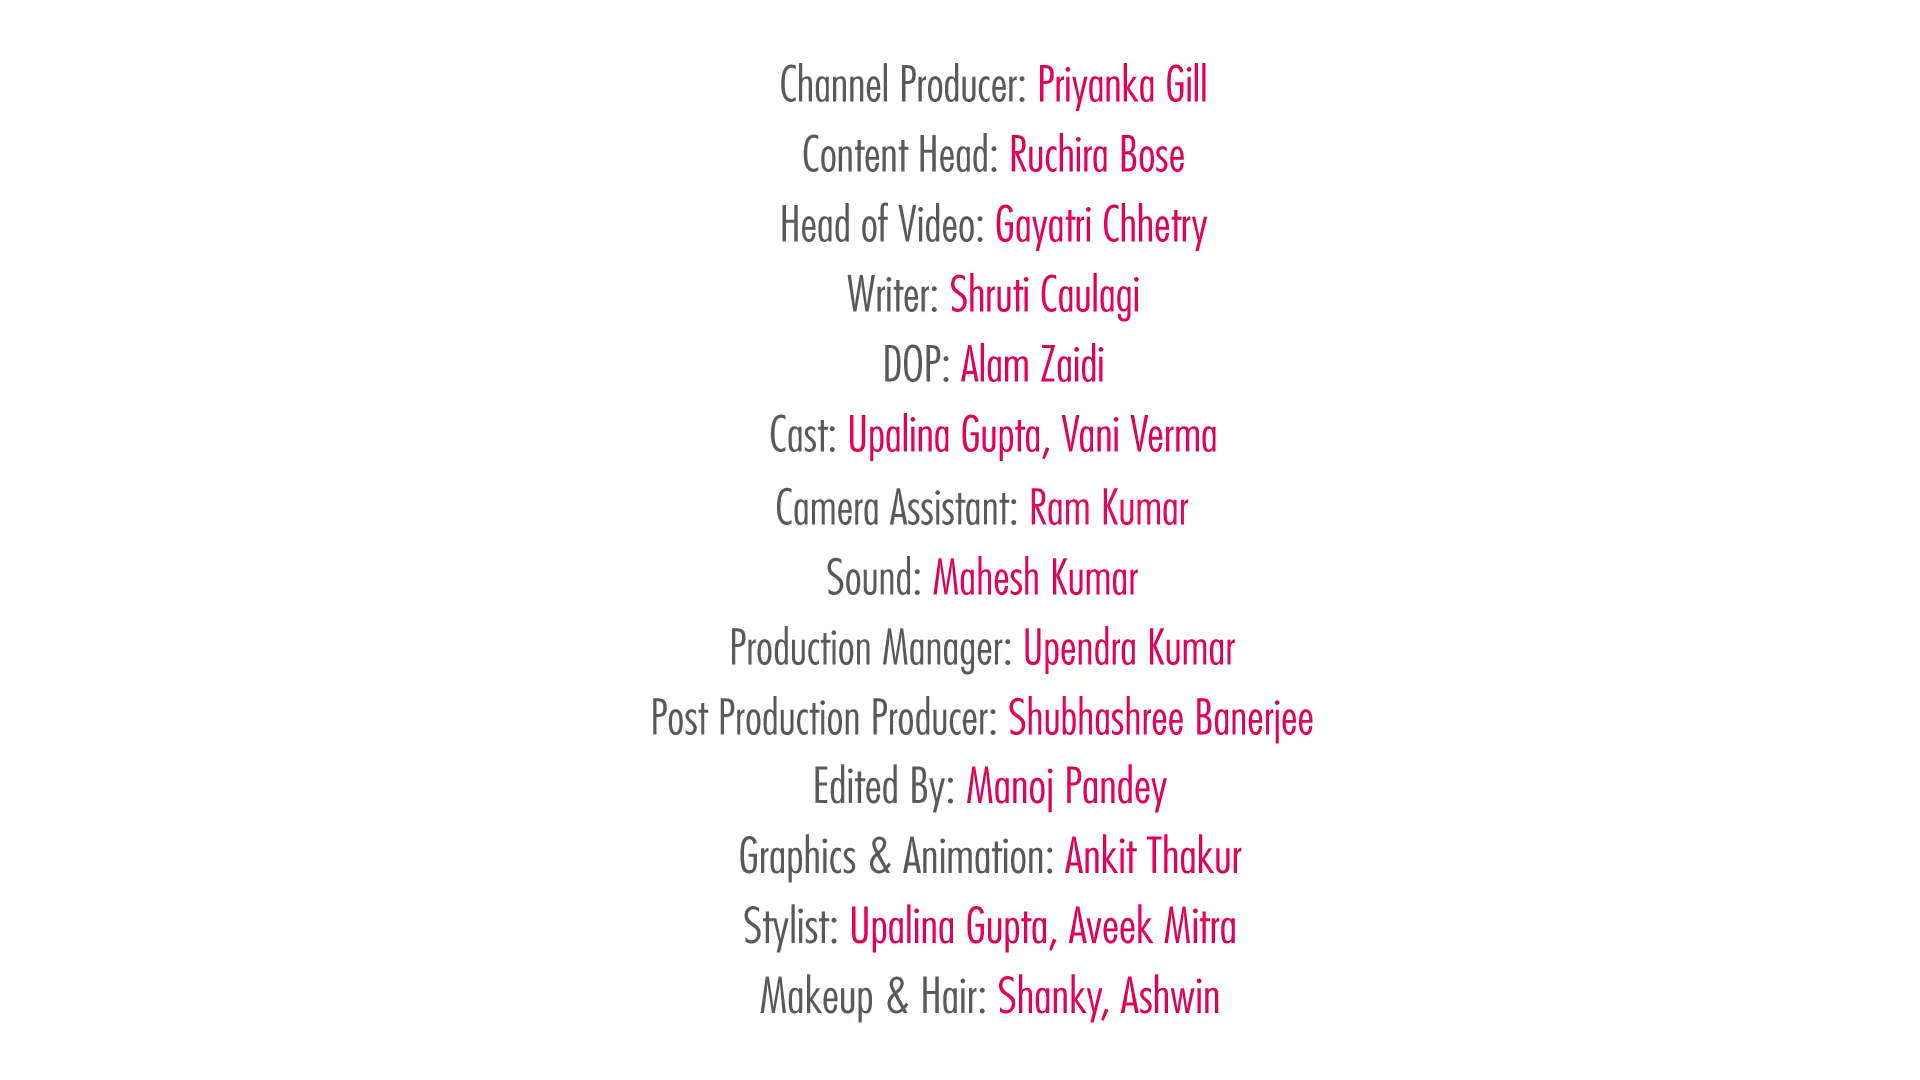 Channel Producer: Priyanka Gill
Content Head: Ruchira Bose
Head of Video: Gayatri Chhetry
Writer: Shruti Caulagi
DOP: Alam Zaidi
Cast: Upalina Gupta, Vani Verma
Camera Assistant: Ram Kumar
Sound: Mahesh Kumar
Production Manager: Upendra Kumar
Post Production Producer: Shubhashree Banerjee
Edited By: Manoj Pandey
Graphics & Animation: Ankit Thakur
Stylist: Upalina Gupta, Aveek Mitra
Makeup & Hair: Shanky, Ashwin